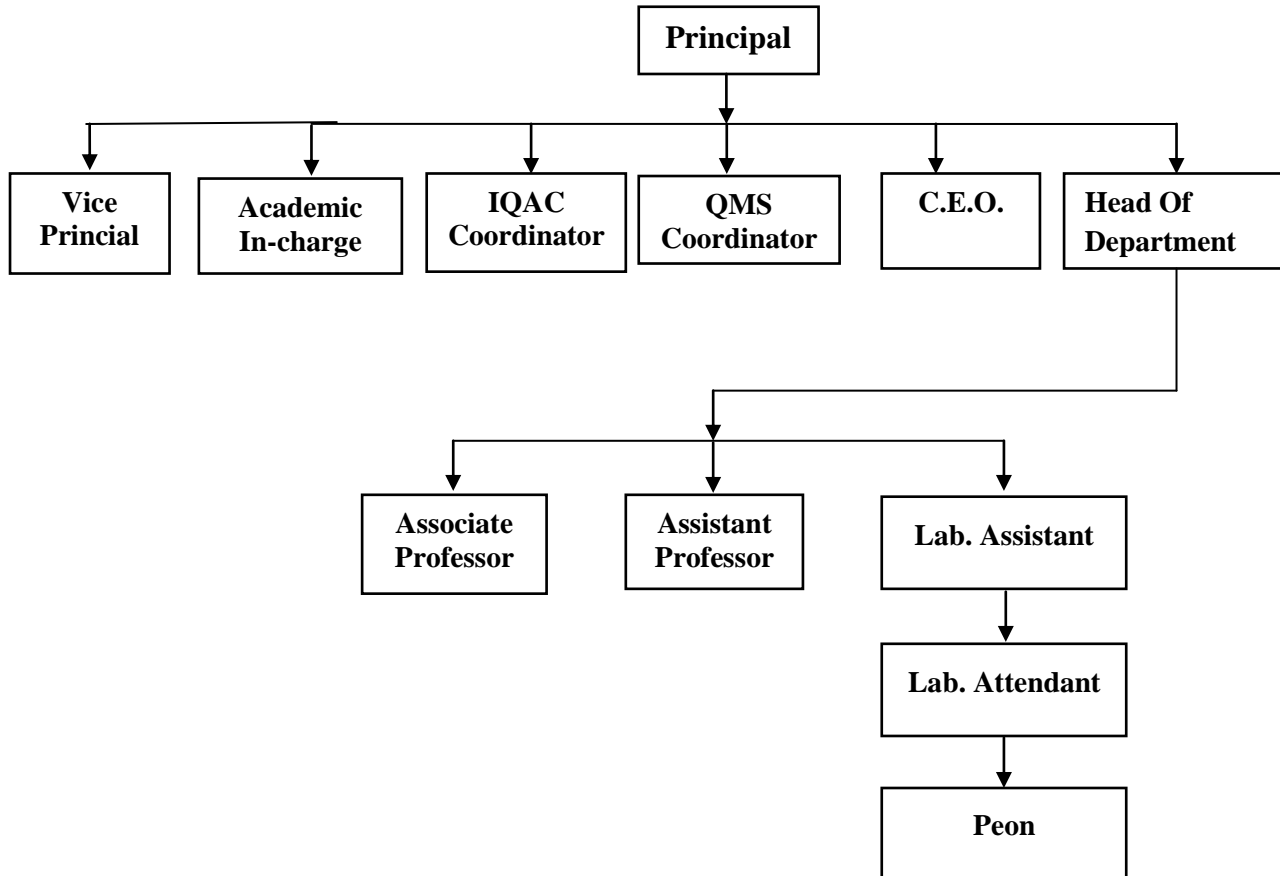 Principal
Vice
Princial
Academic
In-charge
IQAC
Coordinator
QMS
Coordinator
C.E.O.
Head Of
Department
Associate
Professor
Assistant
Professor
Lab. Assistant
Lab. Attendant
Peon